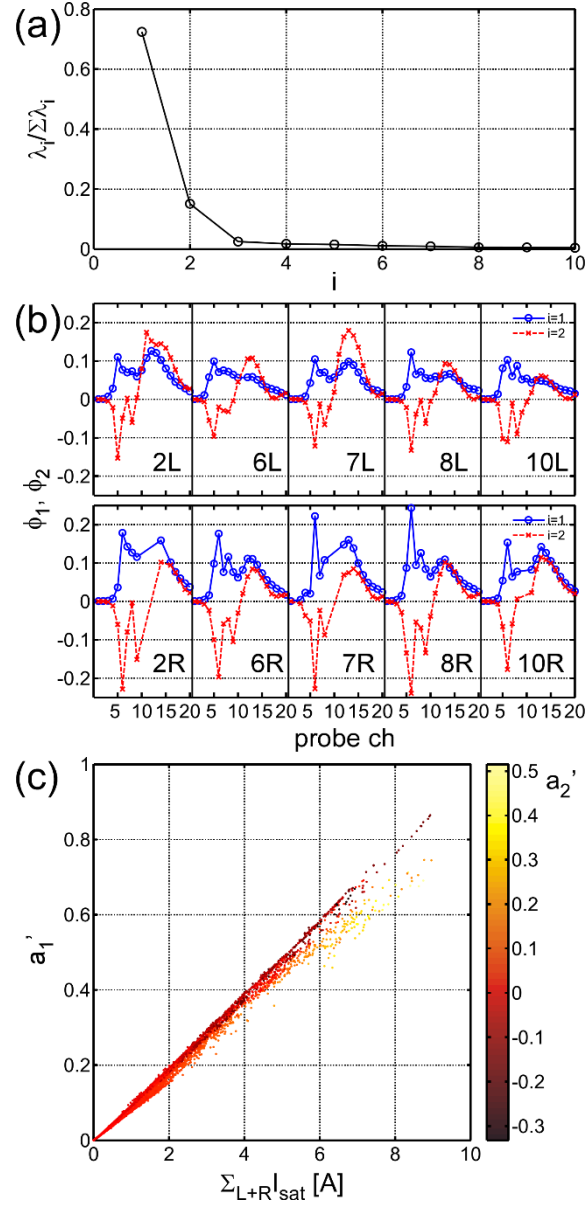 (a)
0.8
0.6
0.4
0.2
0
λi/Σλi
0 2 4 6 8 10
i
(b)
0.2
0.1
0
-0.1
-0.2
i=1
i=2
2L 6L 7L 8L 10L
ϕ1, ϕ2
0.2
0.1
0
-0.1
-0.2
i=1
i=2
2R 6R 7R 8R 10R
5 10 15 20 5 10 15 20 5 10 15 20 5 10 15 20 5 10 15 20
probe ch
(c)
1
0.8
0.6
0.4
0.2
0
a1'
0 2 4 6 8 10
ΣL+RIsat [A]
a2'
0.5
0.4
0.3
0.2
0.1
0
-0.1
-0.2
-0.3